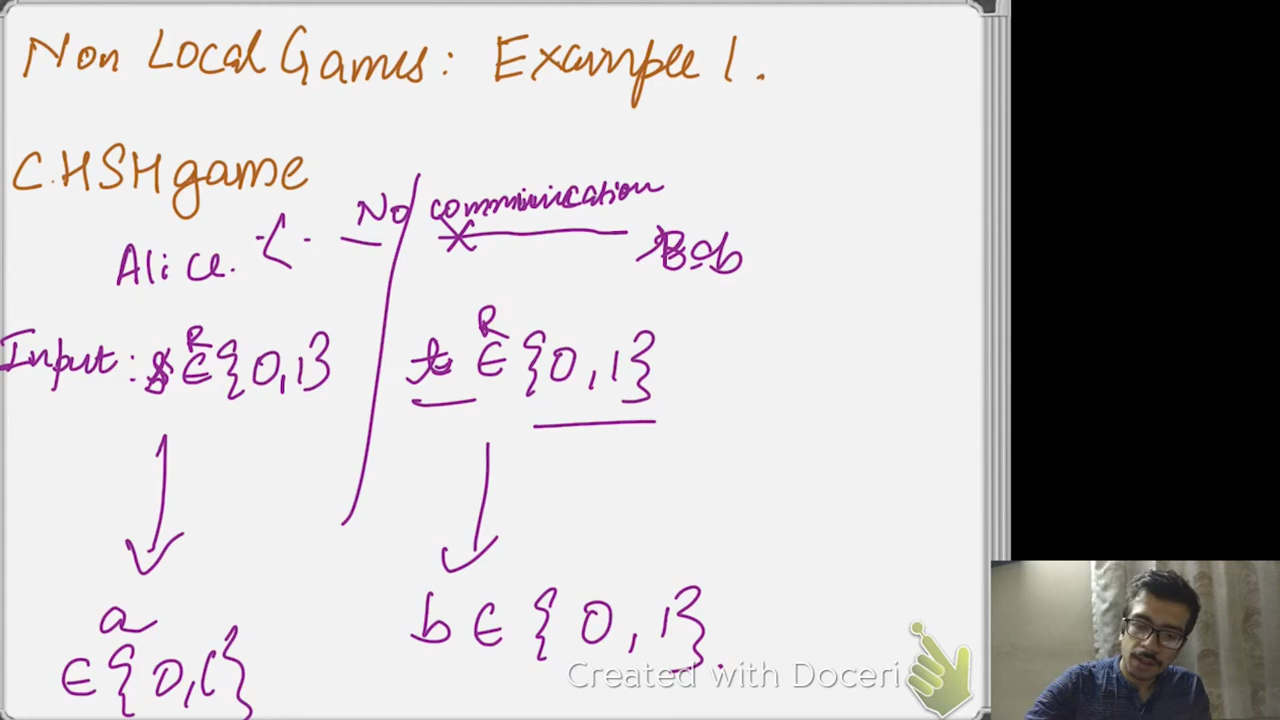 Non Local Games: Example 1.
CHSH game
No communication
Alice. Bob
Input: s ∈ᴿ {0,1} t ∈ᴿ {0,1}
a b ∈ {0,1}.
∈ {0,1}
Created with Doceri